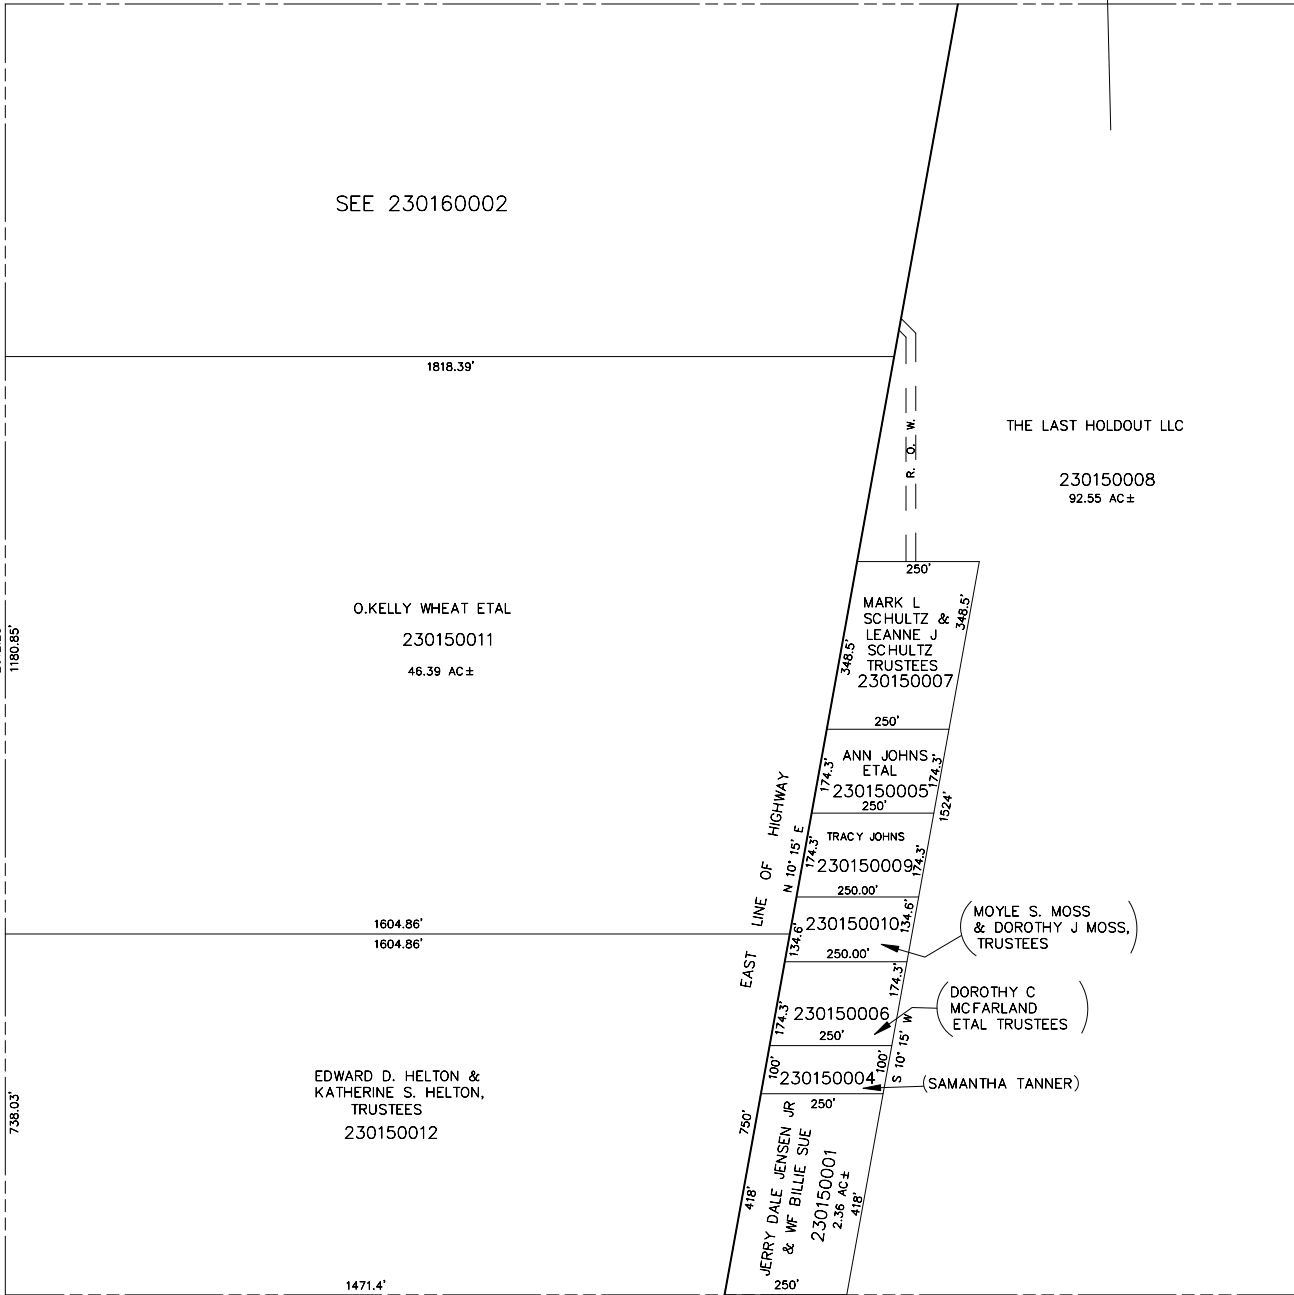 SEE 230160002
1818.39'
R. O. W.
THE LAST HOLDOUT LLC
230150008
92.55 AC±
O.KELLY WHEAT ETAL
230150011
46.39 AC±
1180.85'
250'
MARK L
SCHULTZ &
LEANNE J
SCHULTZ
TRUSTEES
230150007
348.5'
348.5'
250'
ANN JOHNS
ETAL
230150005
174.3'
174.3'
250'
1524'
EAST LINE OF HIGHWAY
N 10° 15' E
TRACY JOHNS
230150009
174.3'
174.3'
250.00'
230150010
134.6'
134.6'
250.00'
MOYLE S. MOSS
& DOROTHY J MOSS,
TRUSTEES
1604.86'
1604.86'
174.3'
174.3'
230150006
250'
DOROTHY C
MCFARLAND
ETAL TRUSTEES
S 10° 15' W
100'
100'
230150004
(SAMANTHA TANNER)
250'
EDWARD D. HELTON &
KATHERINE S. HELTON,
TRUSTEES
230150012
738.03'
750'
JERRY DALE JENSEN JR
& WF BILLIE SUE
230150001
2.36 AC±
418'
418'
1471.4'
250'